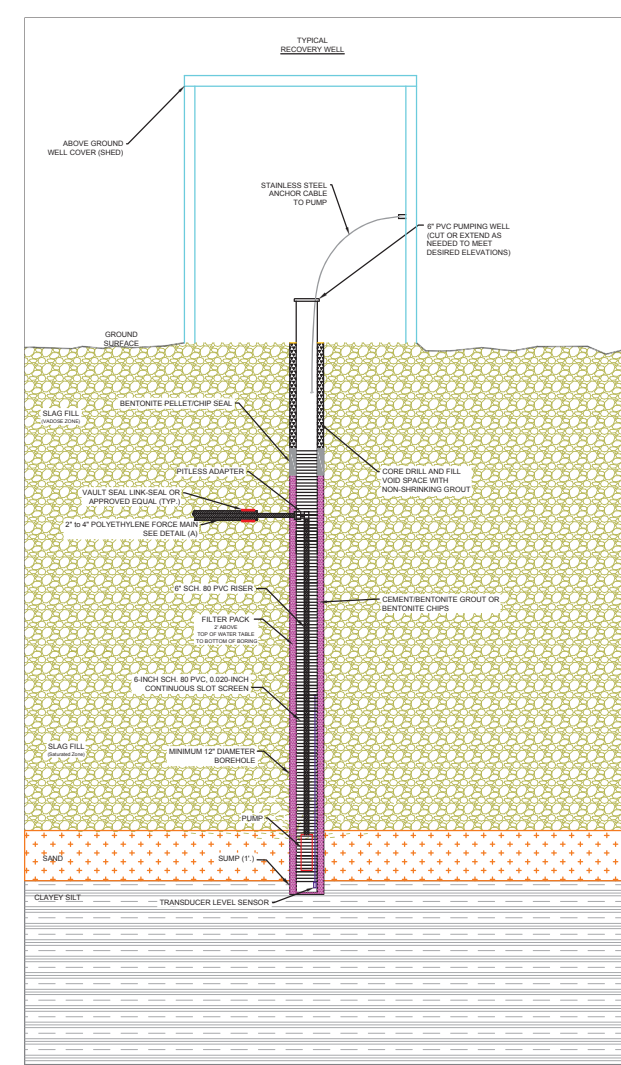 TYPICAL
RECOVERY WELL
ABOVE GROUND
WELL COVER (SHED)
STAINLESS STEEL
ANCHOR CABLE
TO PUMP
6" PVC PUMPING WELL
(CUT OR EXTEND AS
NEEDED TO MEET
DESIRED ELEVATIONS)
GROUND
SURFACE
BENTONITE PELLET/CHIP SEAL
SLAG FILL
(VADOSE ZONE)
PITLESS ADAPTER
CORE DRILL AND FILL
VOID SPACE WITH
NON-SHRINKING GROUT
VAULT SEAL LINK-SEAL OR
APPROVED EQUAL (TYP.)
2" to 4" POLYETHYLENE FORCE MAIN
SEE DETAIL (A)
6" SCH. 80 PVC RISER
CEMENT/BENTONITE GROUT OR
BENTONITE CHIPS
FILTER PACK
2' ABOVE
TOP OF WATER TABLE
TO BOTTOM OF BORING
6-INCH SCH. 80 PVC, 0.020-INCH
CONTINUOUS SLOT SCREEN
SLAG FILL
(Saturated Zone)
MINIMUM 12" DIAMETER
BOREHOLE
PUMP
SAND
SUMP (1'.)
CLAYEY SILT
TRANSDUCER LEVEL SENSOR